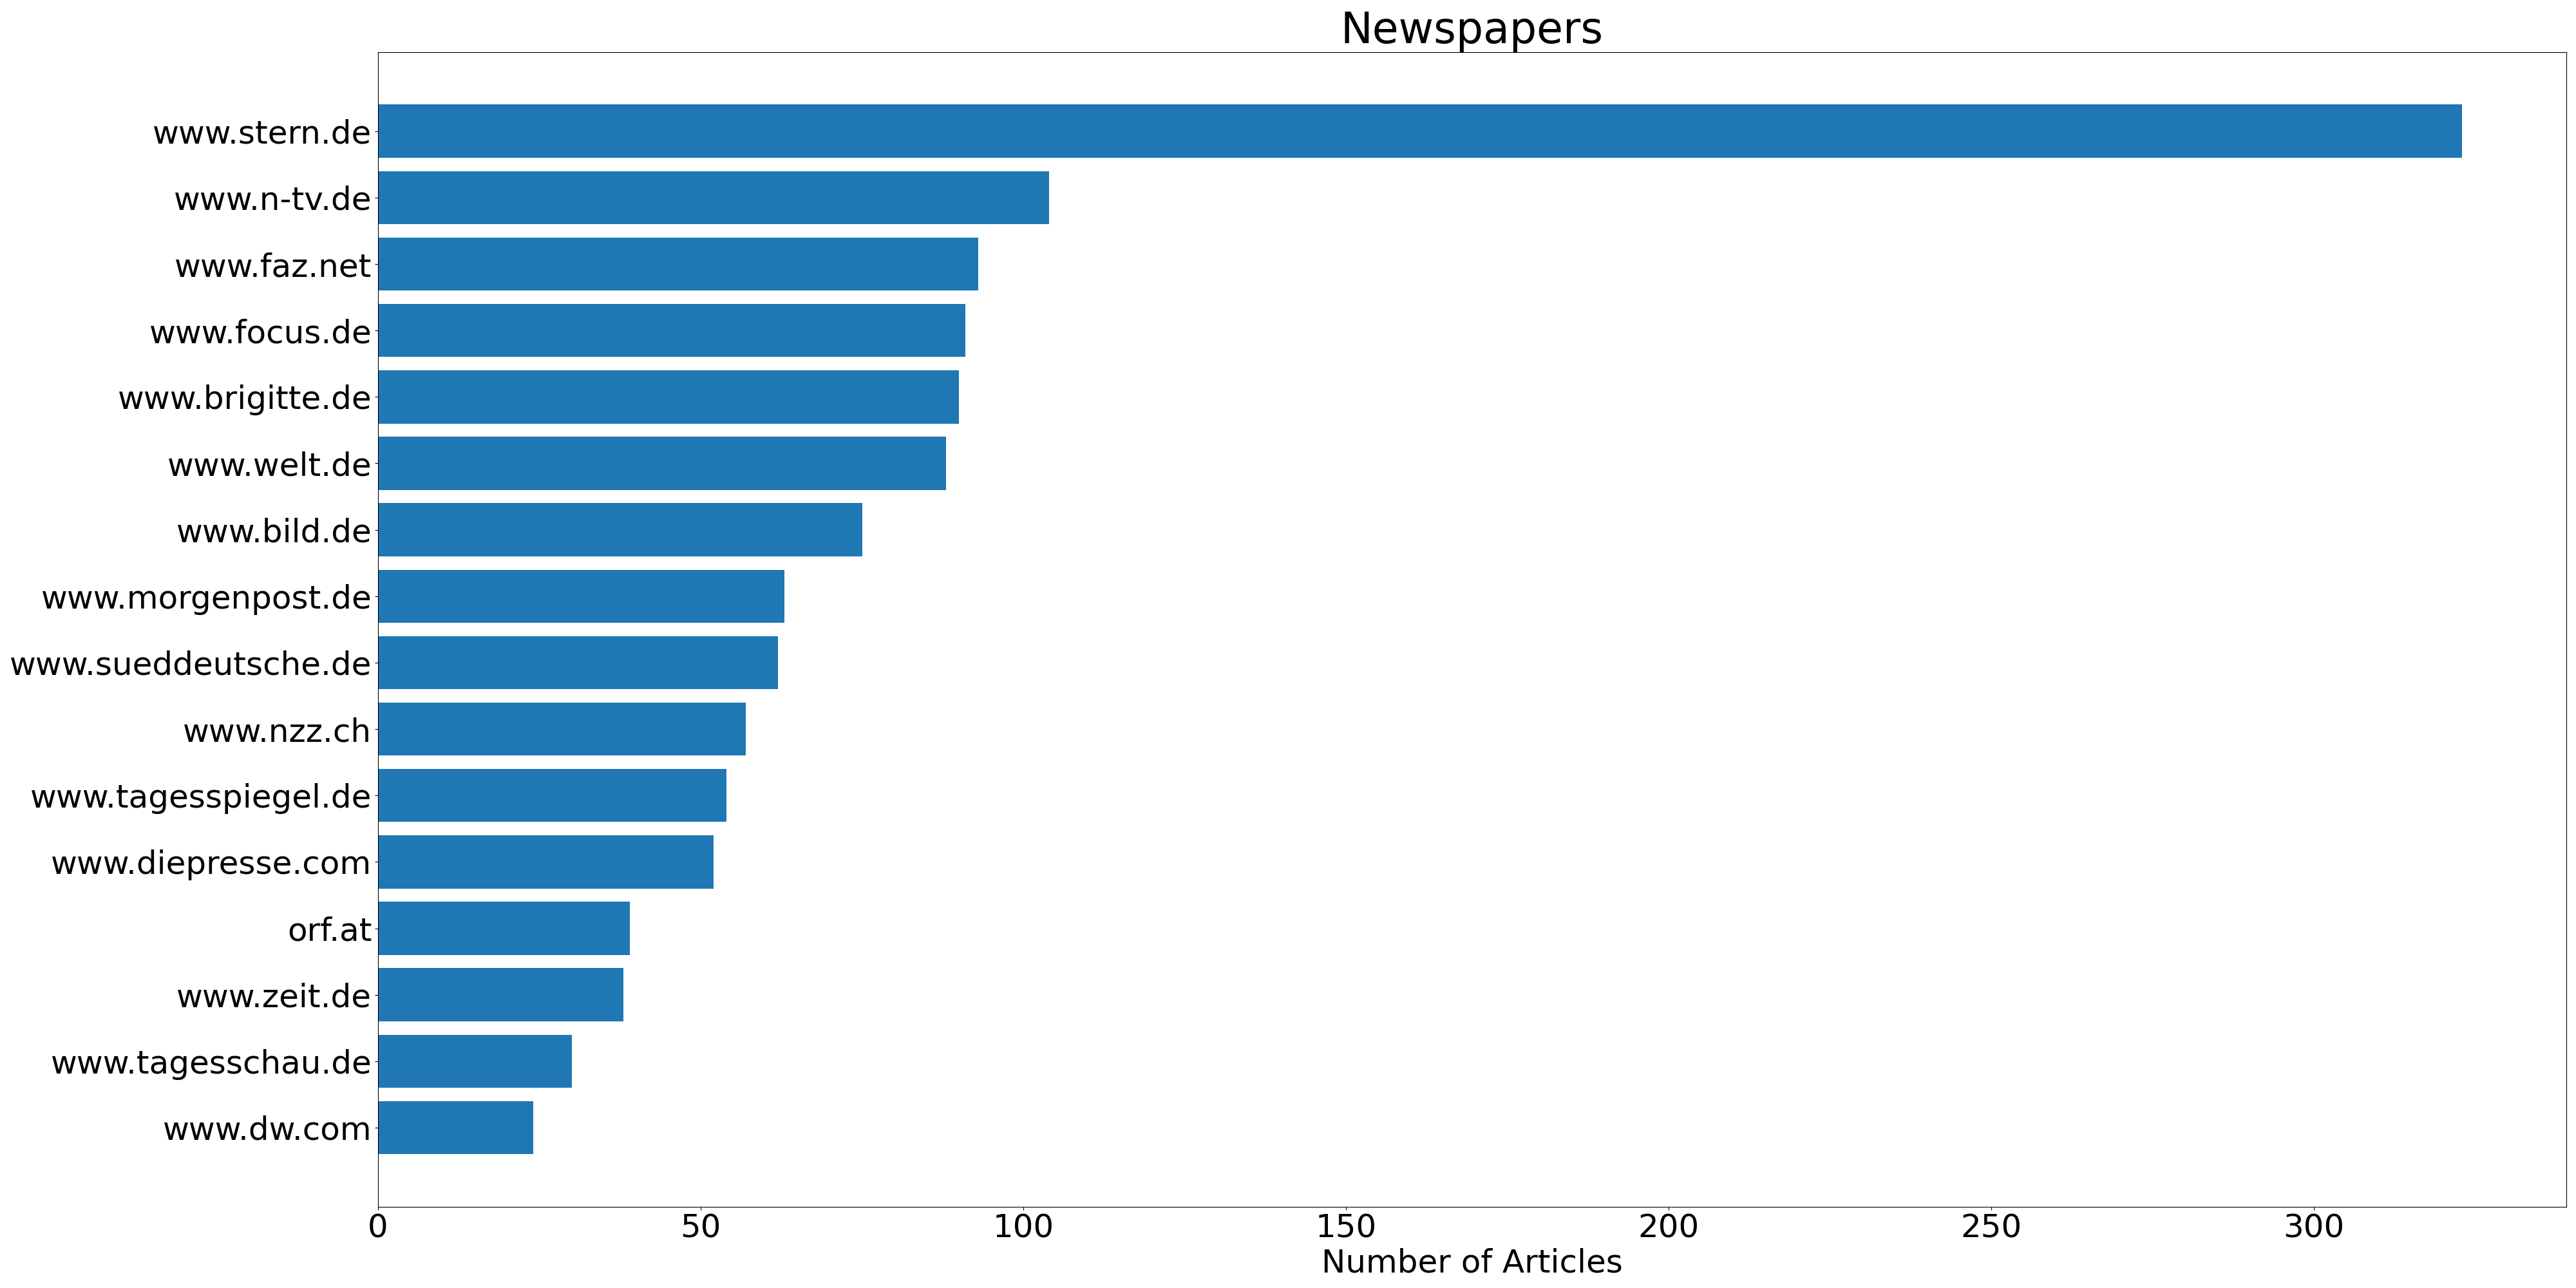 Newspapers
www.stern.de
www.n-tv.de
www.faz.net
www.focus.de
www.brigitte.de
www.welt.de
www.bild.de
www.morgenpost.de
www.sueddeutsche.de
www.nzz.ch
www.tagesspiegel.de
www.diepresse.com
orf.at
www.zeit.de
www.tagesschau.de
www.dw.com
0 50 100 150 200 250 300
Number of Articles